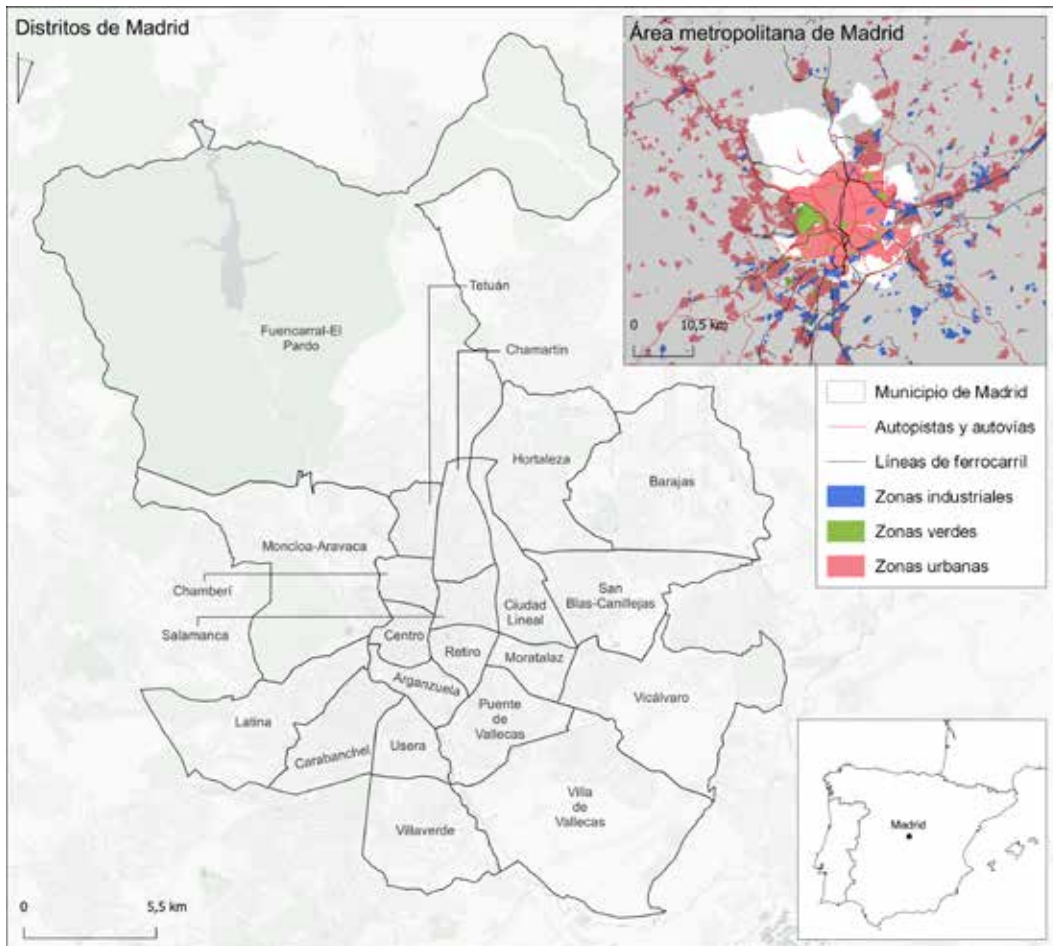 Distritos de Madrid
Área metropolitana de Madrid
0
10,5 km
Tetuán
Fuencarral-El
Pardo
Chamartín
Municipio de Madrid
Autopistas y autovías
Líneas de ferrocarril
Zonas industriales
Zonas verdes
Zonas urbanas
Hortaleza
Barajas
Moncloa-Aravaca
Chamberí
Salamanca
San
Blas-Canillejas
Ciudad
Lineal
Centro
Retiro
Moratalaz
Arganzuela
Vicálvaro
Puente
de
Vallecas
Latina
Carabanchel
Usera
Villa
de
Vallecas
Villaverde
Madrid
0
5,5 km